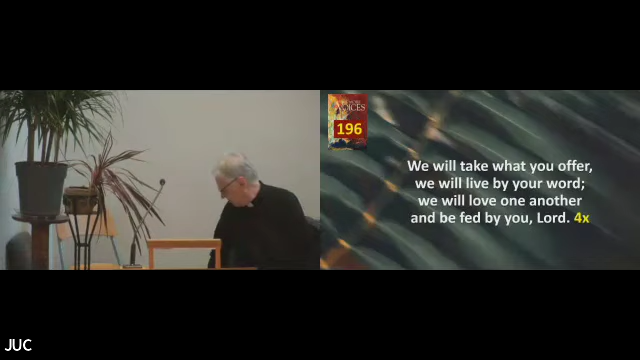 VOICES
196
We will take what you offer,
we will live by your word;
we will love one another
and be fed by you, Lord. 4x
JUC